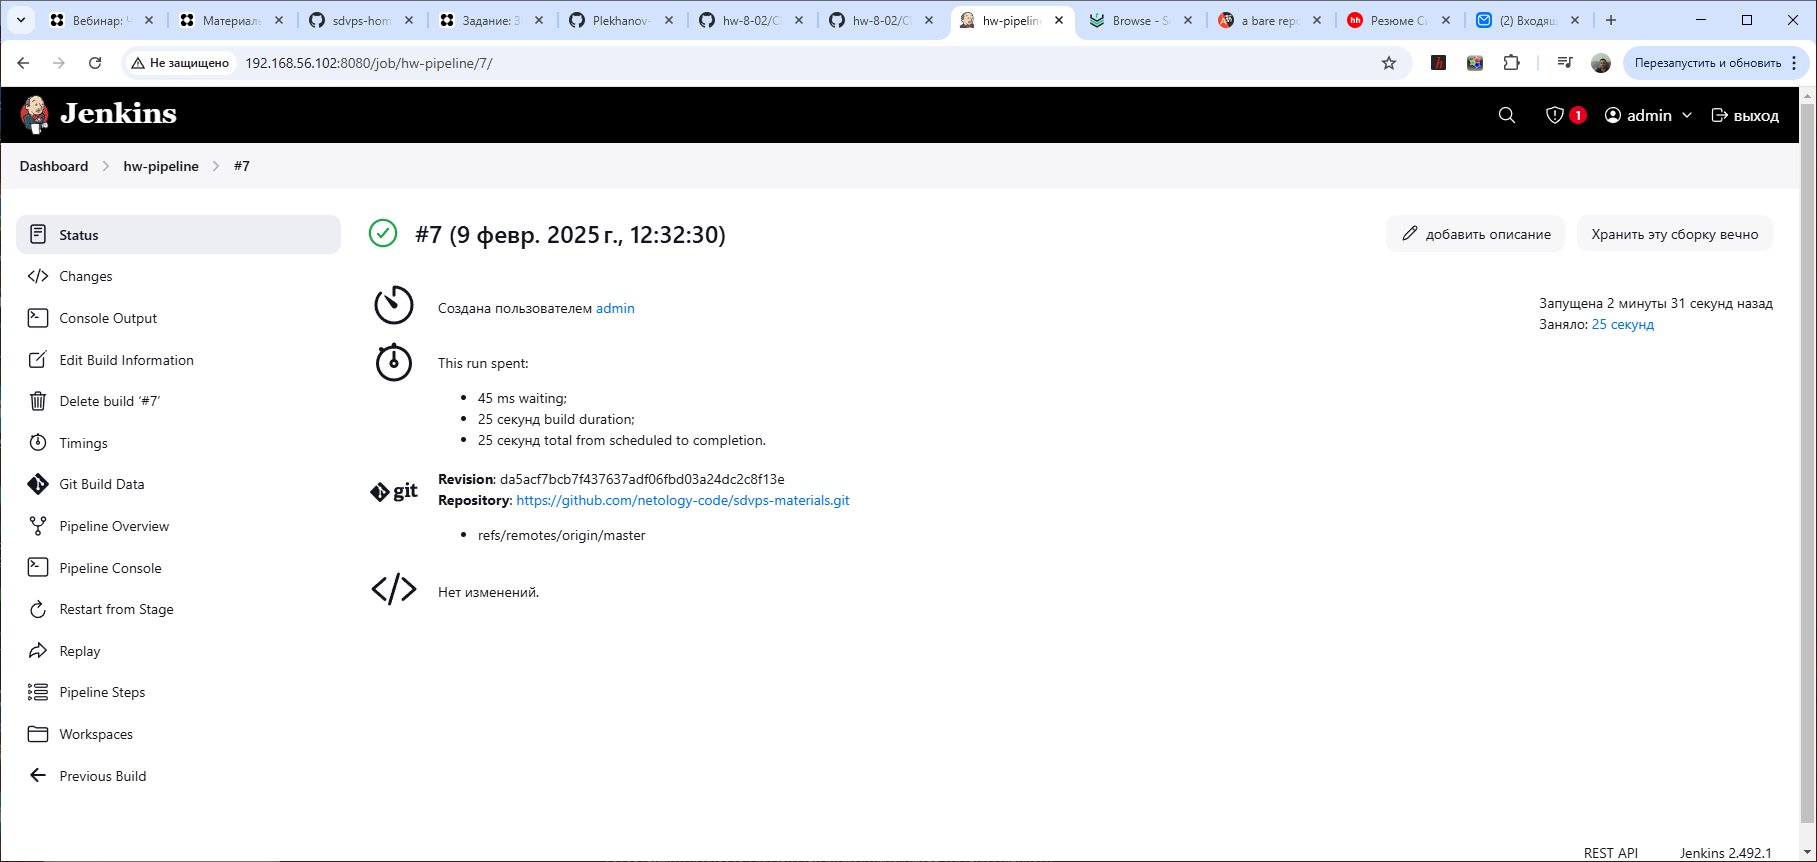 Вебинар: Ч
Материаль
sdvps-hom
Задание: З
Plekhanov-
hw-8-02/CI
hw-8-02/CI
hw-pipeline
Browse - S
a bare repo
Резюме Си
(2) Входящ
Не защищено
192.168.56.102:8080/job/hw-pipeline/7/
Перезапустить и обновить
Jenkins
1
admin
выход
Dashboard
hw-pipeline
#7
Status
Changes
Console Output
Edit Build Information
Delete build ‘#7’
Timings
Git Build Data
Pipeline Overview
Pipeline Console
Restart from Stage
Replay
Pipeline Steps
Workspaces
Previous Build
#7 (9 февр. 2025 г., 12:32:30)
добавить описание
Хранить эту сборку вечно
Создана пользователем admin
Запущена 2 минуты 31 секунд назад
Заняло: 25 секунд
This run spent:
45 ms waiting;
25 секунд build duration;
25 секунд total from scheduled to completion.
git
Revision: da5acf7bcb7f437637adf06fbd03a24dc2c8f13e
Repository: https://github.com/netology-code/sdvps-materials.git
refs/remotes/origin/master
Нет изменений.
REST API
Jenkins 2.492.1